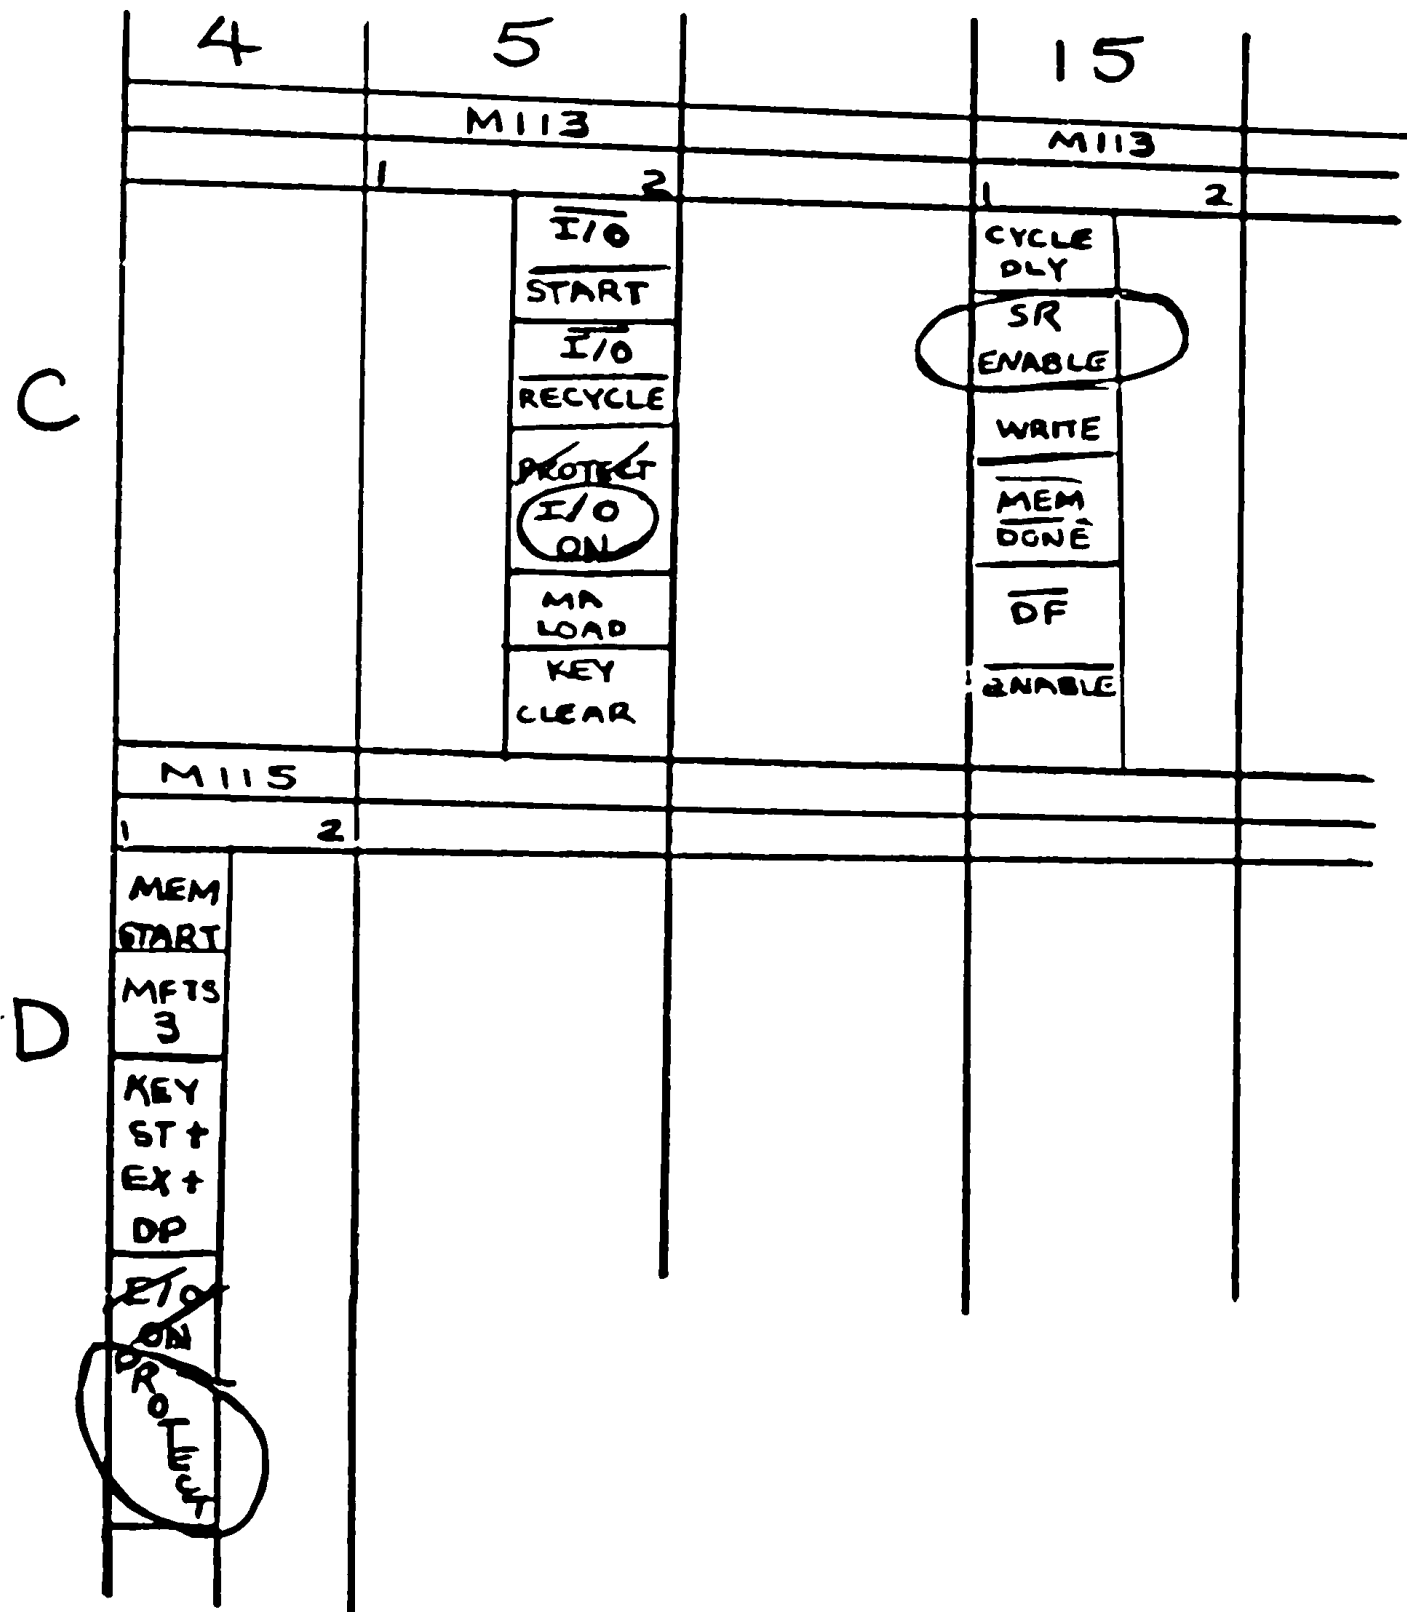 4 5 15
M113 M113
1 2 1 2
C
I/O
START
I/O
RECYCLE
PROTECT
I/O
ON
MA
LOAD
KEY
CLEAR
CYCLE
DLY
SR
ENABLE
WRITE
MEM
DONE
DF
ENABLE
M115
1 2
D
MEM
START
MFTS
3
KEY
ST +
EX +
DP
I/O
ON
PROTECT